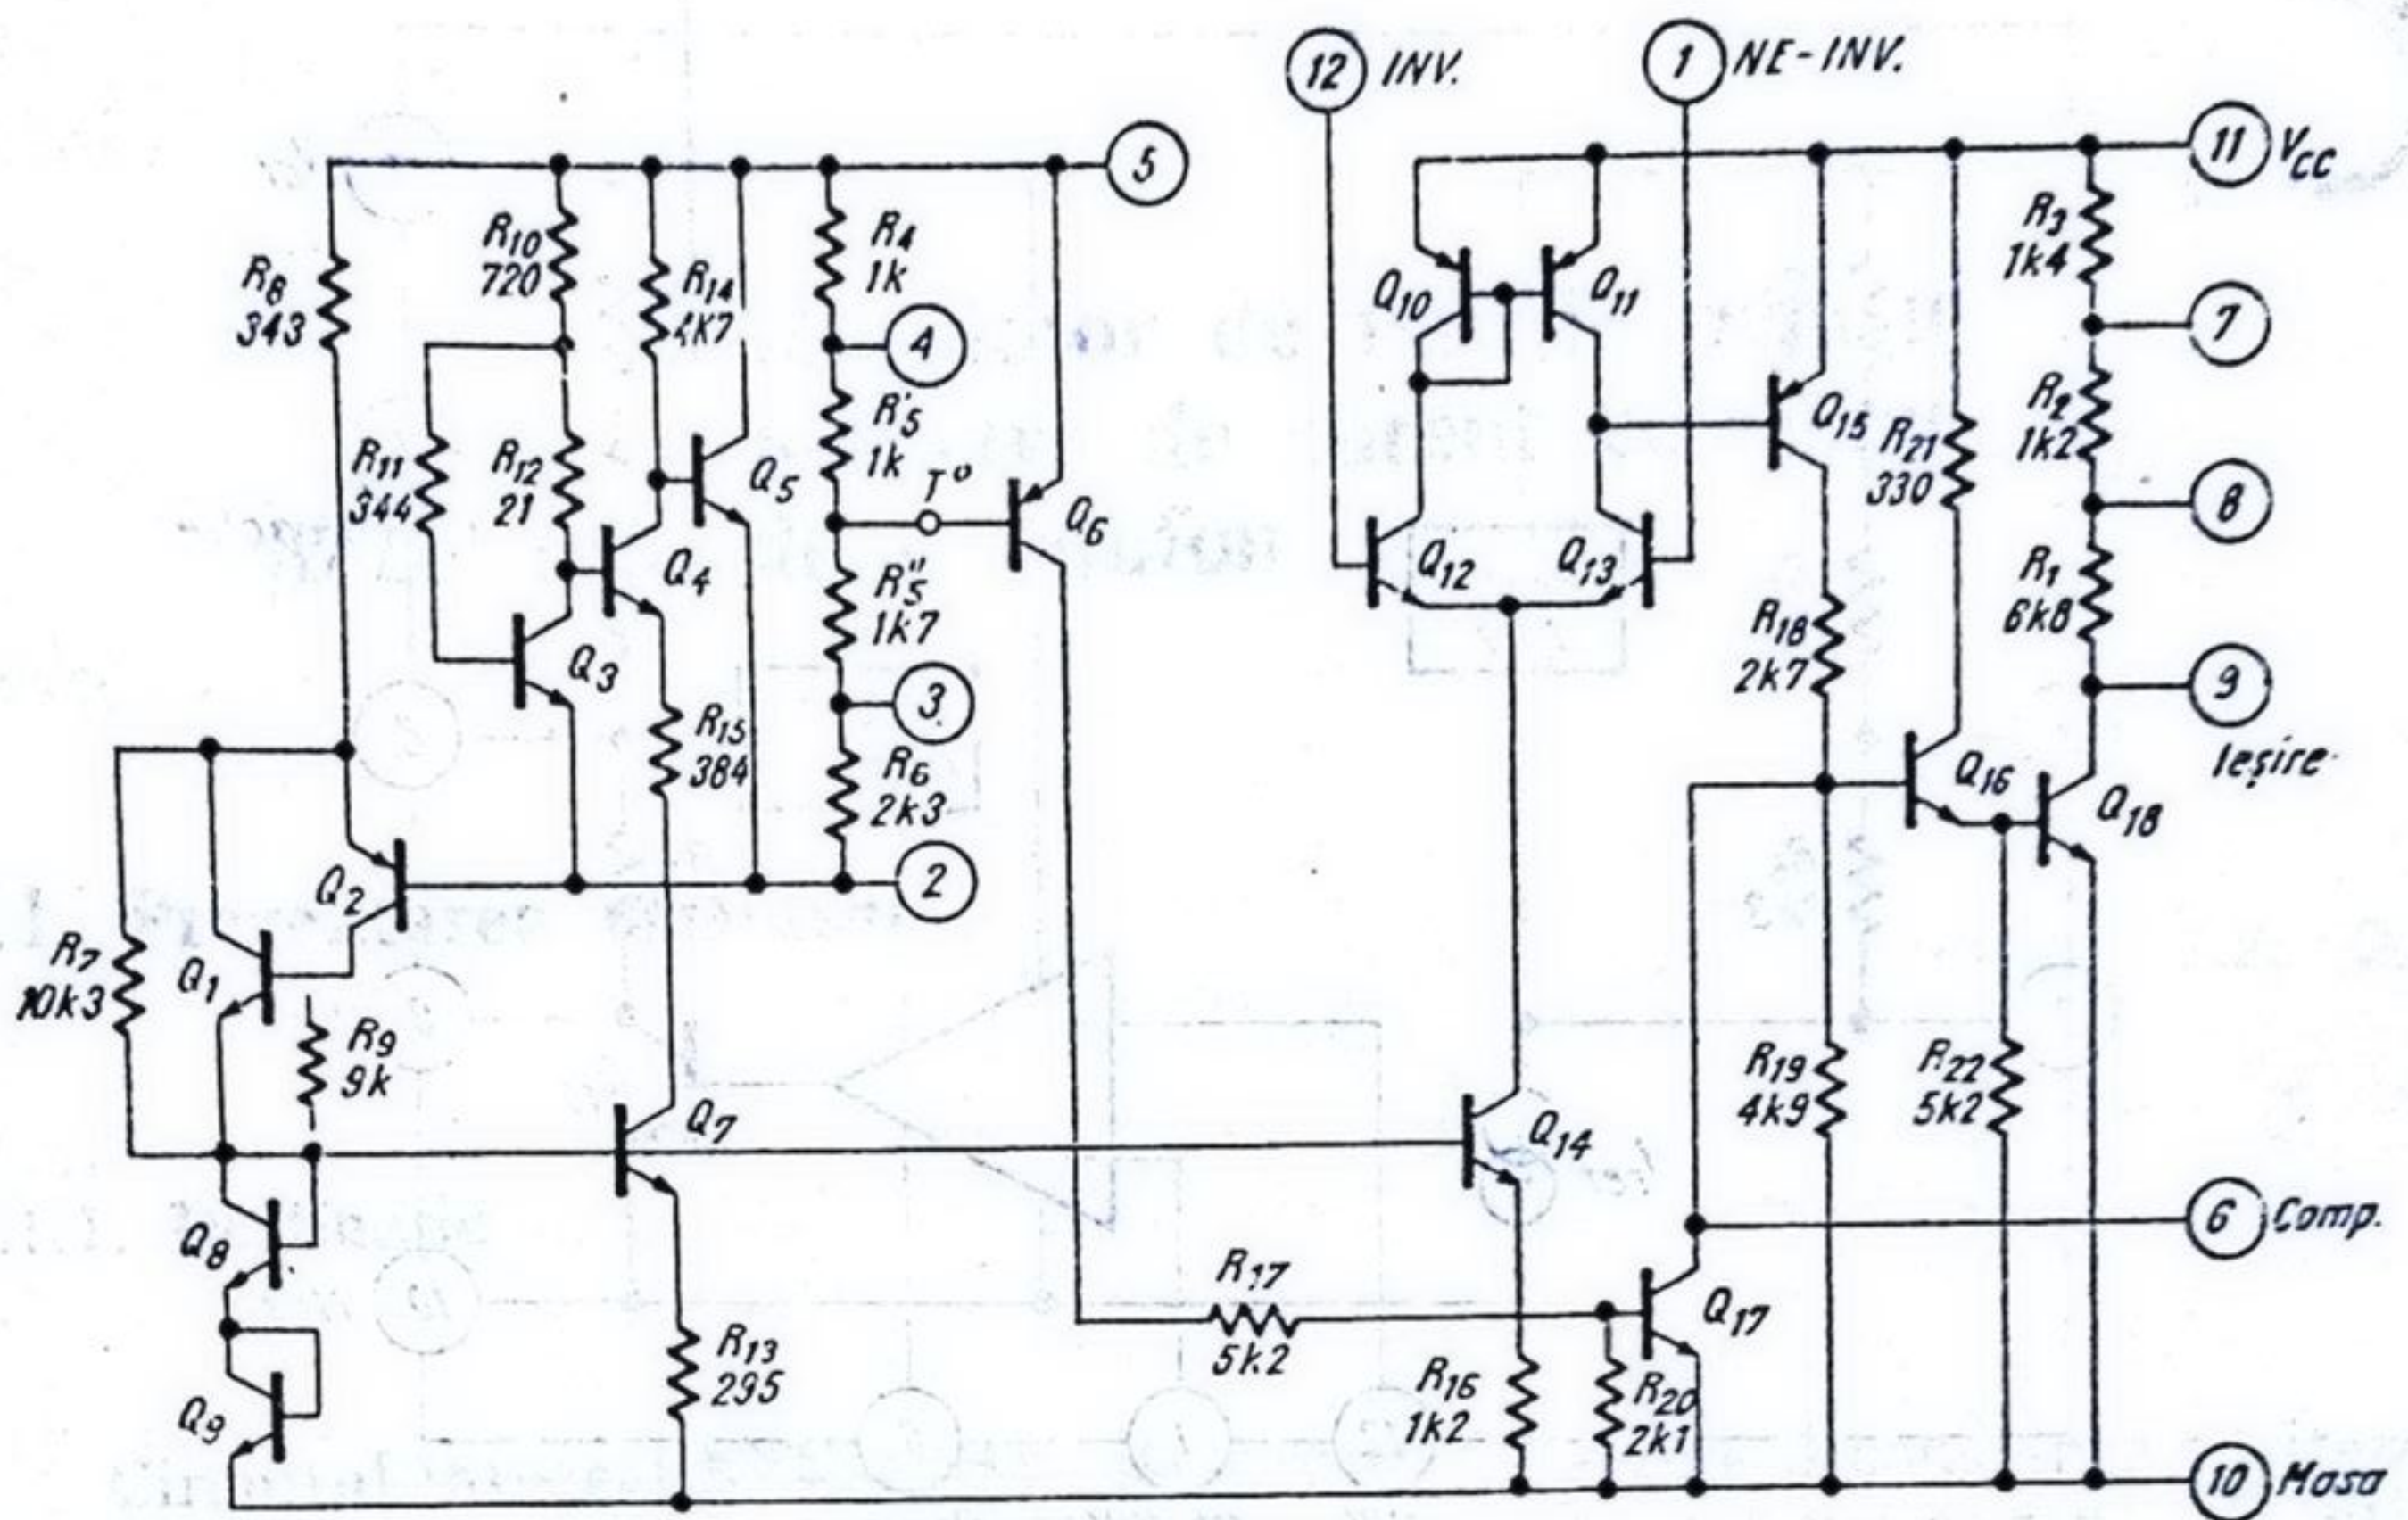 12 INV.
1 NE-INV.
11 VCC
5
R8
343
R10
720
R14
4K7
R4
1k
4
R'5
1k
T°
R11
344
R12
21
Q5
Q4
Q3
Q6
R"5
1k7
3
R15
384
R6
2k3
2
Q2
Q1
R7
10k3
R9
9k
Q7
Q8
Q9
R13
295
Q10
Q11
Q12
Q13
Q15
R21
330
R3
1k4
7
R2
1k2
8
R1
6k8
9
Ieșire
R18
2k7
Q16
Q18
R19
4k9
R22
5k2
Q14
R17
5k2
Q17
R16
1k2
R20
2k1
6 Comp.
10 Masa